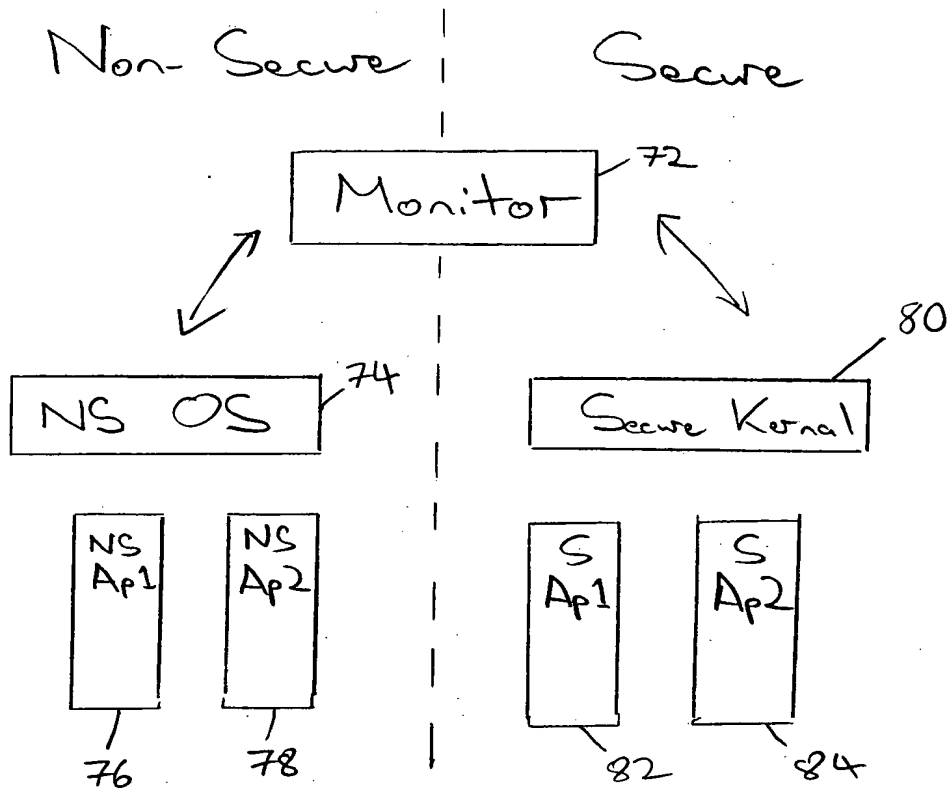 Non-Secure
Secure
72
Monitor
80
74
NS OS
Secure Kernal
NS
Ap1
NS
Ap2
S
Ap1
S
Ap2
76
78
82
84